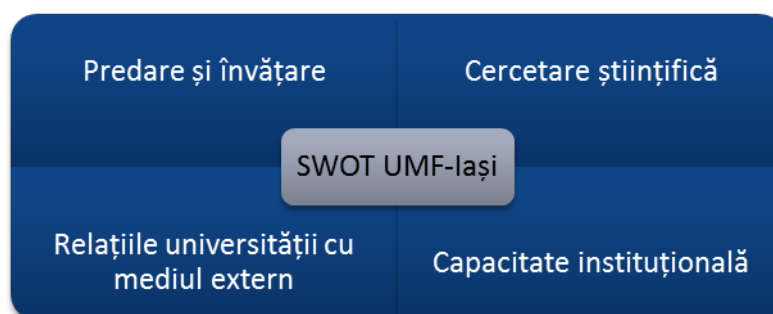 Predare și învățare
Cercetare științifică
SWOT UMF-Iași
Relațiile universității cu
mediul extern
Capacitate instituțională